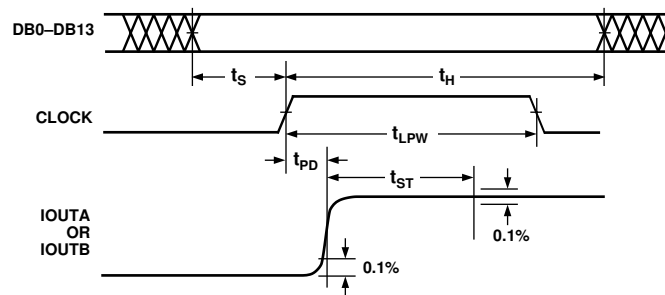 DB0–DB13
tS
tH
CLOCK
tLPW
tPD
tST
IOUTA
OR
IOUTB
0.1%
0.1%